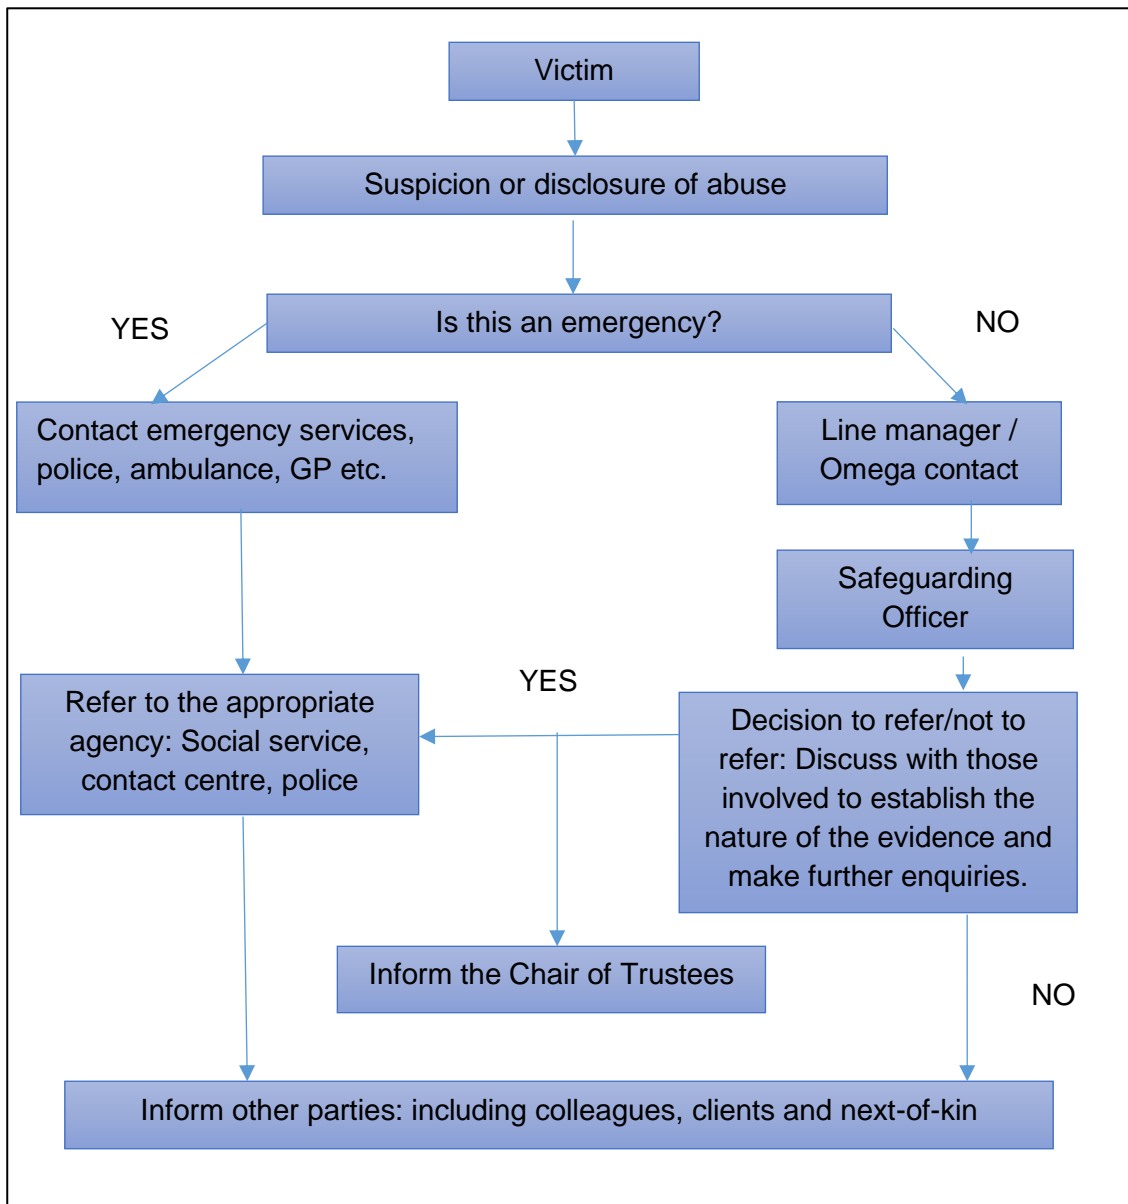 Victim
Suspicion or disclosure of abuse
Is this an emergency?
YES
NO
Contact emergency services,
police, ambulance, GP etc.
Line manager /
Omega contact
Safeguarding
Officer
YES
Refer to the appropriate
agency: Social service,
contact centre, police
Decision to refer/not to
refer: Discuss with those
involved to establish the
nature of the evidence and
make further enquiries.
Inform the Chair of Trustees
NO
Inform other parties: including colleagues, clients and next-of-kin